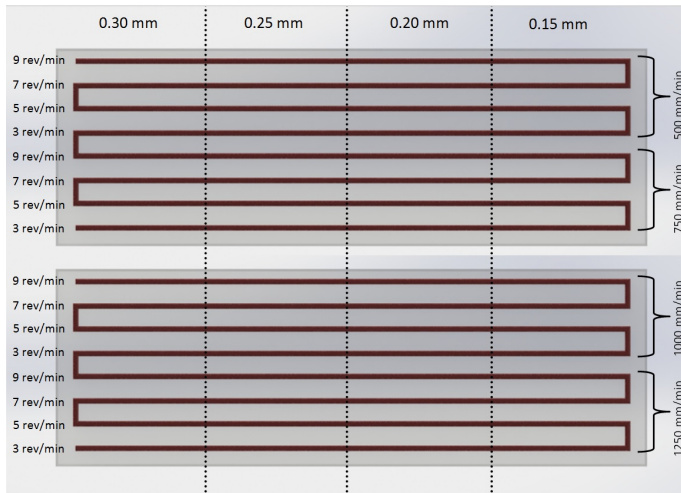 0.30 mm 0.25 mm 0.20 mm 0.15 mm
9 rev/min
7 rev/min
5 rev/min
3 rev/min
500 mm/min
9 rev/min
7 rev/min
5 rev/min
3 rev/min
750 mm/min
9 rev/min
7 rev/min
5 rev/min
3 rev/min
1000 mm/min
9 rev/min
7 rev/min
5 rev/min
3 rev/min
1250 mm/min